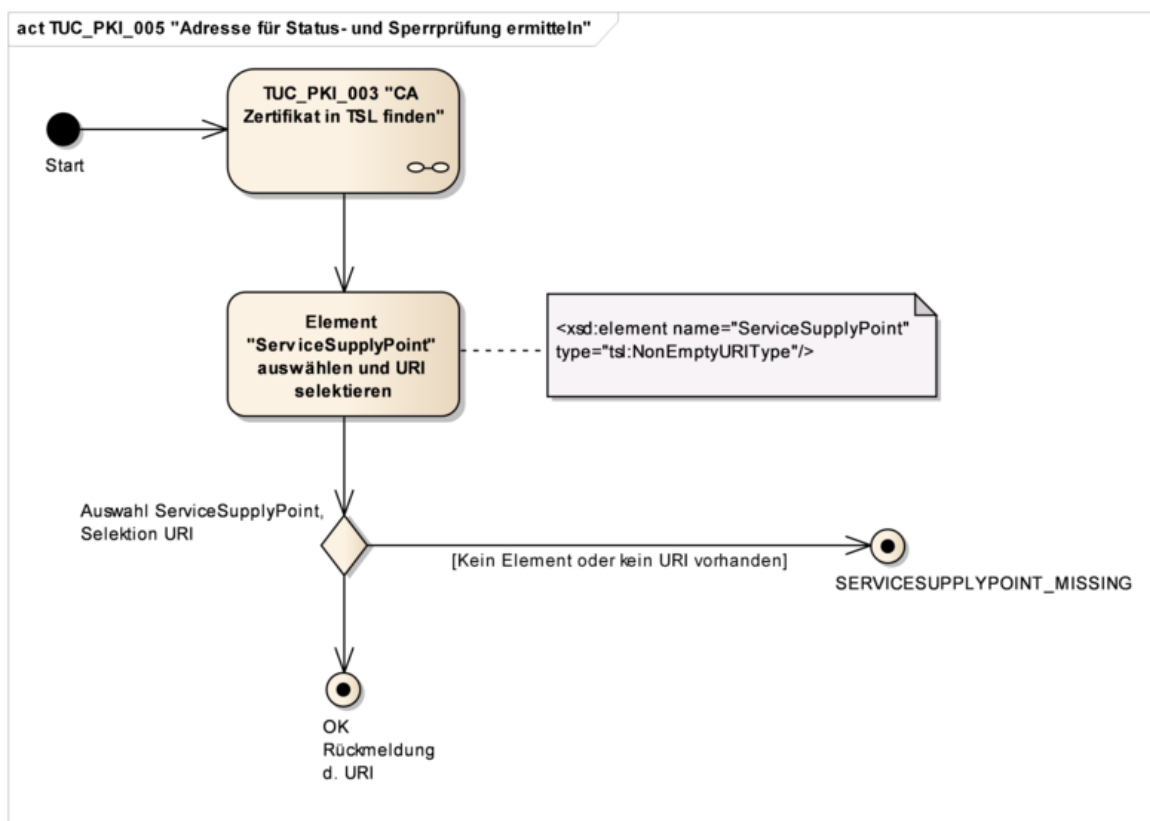 act TUC_PKI_005 "Adresse für Status- und Sperrprüfung ermitteln"
TUC_PKI_003 "CA
Zertifikat in TSL finden"
Start
Element
"ServiceSupplyPoint"
auswählen und URI
selektieren
<xsd:element name="ServiceSupplyPoint"
type="tsl:NonEmptyURIType"/>
Auswahl ServiceSupplyPoint,
Selektion URI
[Kein Element oder kein URI vorhanden]
SERVICESUPPLYPOINT_MISSING
OK
Rückmeldung
d. URI